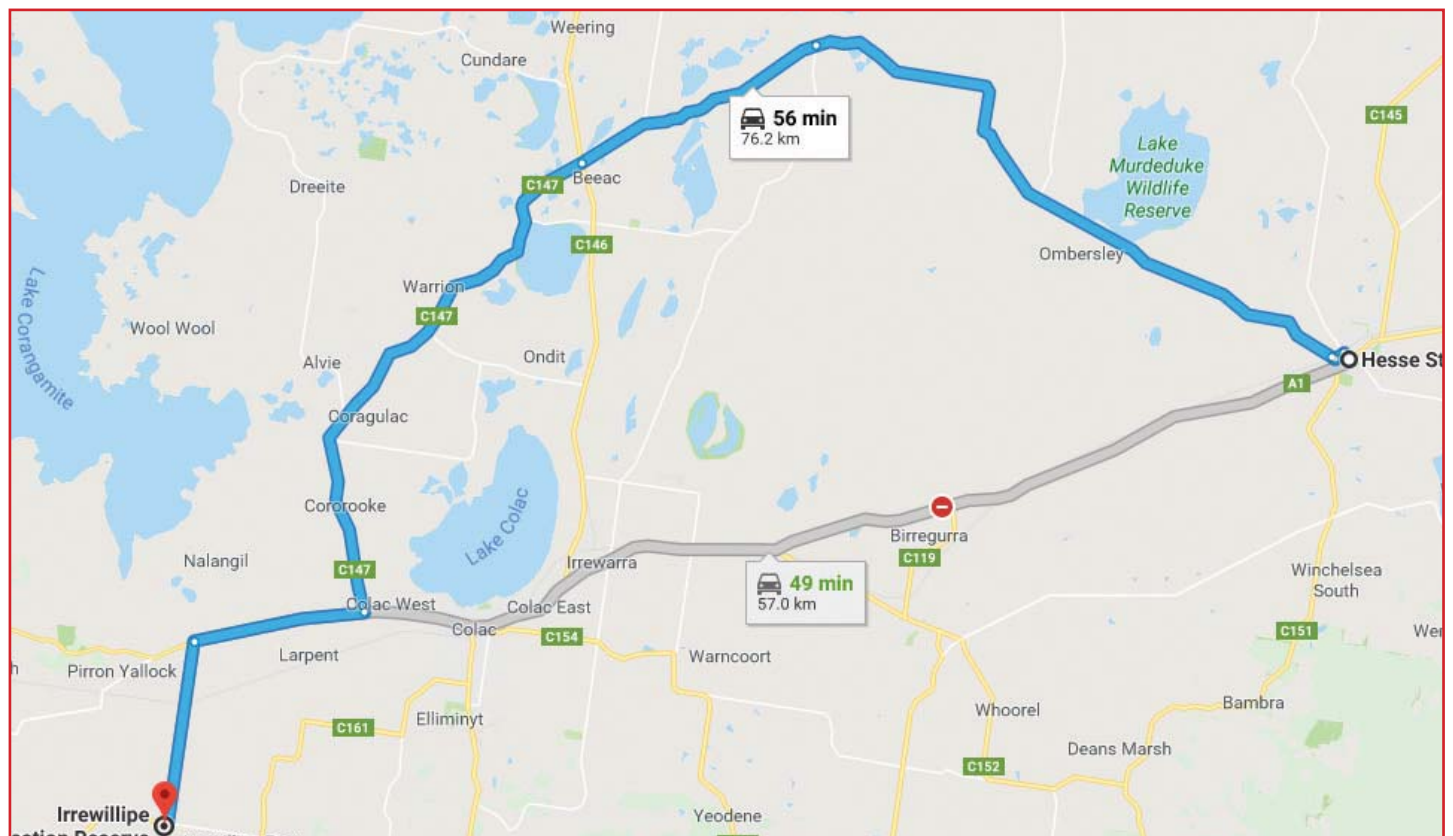 Weering
Cundare
56 min
76.2 km
C145
Lake
Murdeduke
Wildlife
Reserve
Dreeite
C147
Beeac
C146
Ombersley
Lake Corangamite
Warrion
C147
Wool Wool
Alvie
Ondit
Hesse St
A1
Coragulac
Cororooke
Lake Colac
Birregurra
Nalangil
C147
Irrewarra
C119
49 min
57.0 km
Winchelsea
South
Colac West
Colac East
Colac
C154
C151
Larpent
Warncoort
Pirron Yallock
Elliminyt
C161
Whoorel
Bambra
Deans Marsh
C152
Irrewillipe
Yeodene